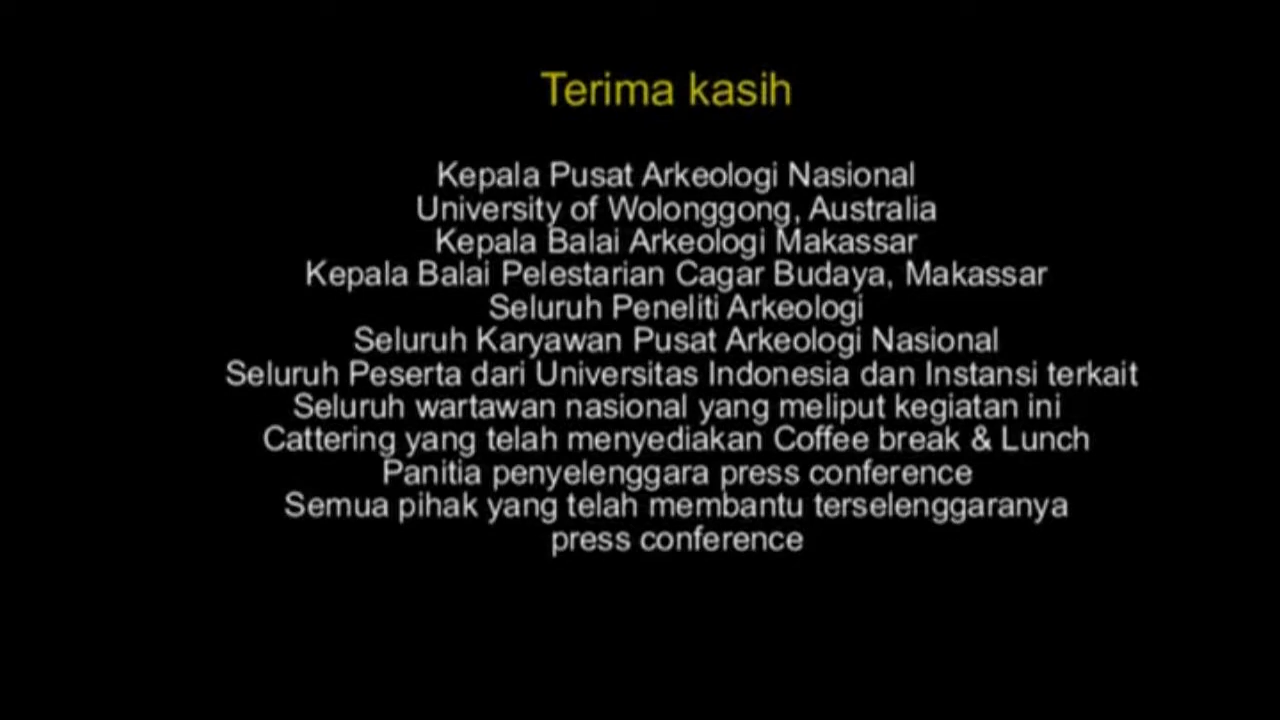 Terima kasih
Kepala Pusat Arkeologi Nasional
University of Wolonggong, Australia
Kepala Balai Arkeologi Makassar
Kepala Balai Pelestarian Cagar Budaya, Makassar
Seluruh Peneliti Arkeologi
Seluruh Karyawan Pusat Arkeologi Nasional
Seluruh Peserta dari Universitas Indonesia dan Instansi terkait
Seluruh wartawan nasional yang meliput kegiatan ini
Cattering yang telah menyediakan Coffee break & Lunch
Panitia penyelenggara press conference
Semua pihak yang telah membantu terselenggaranya
press conference